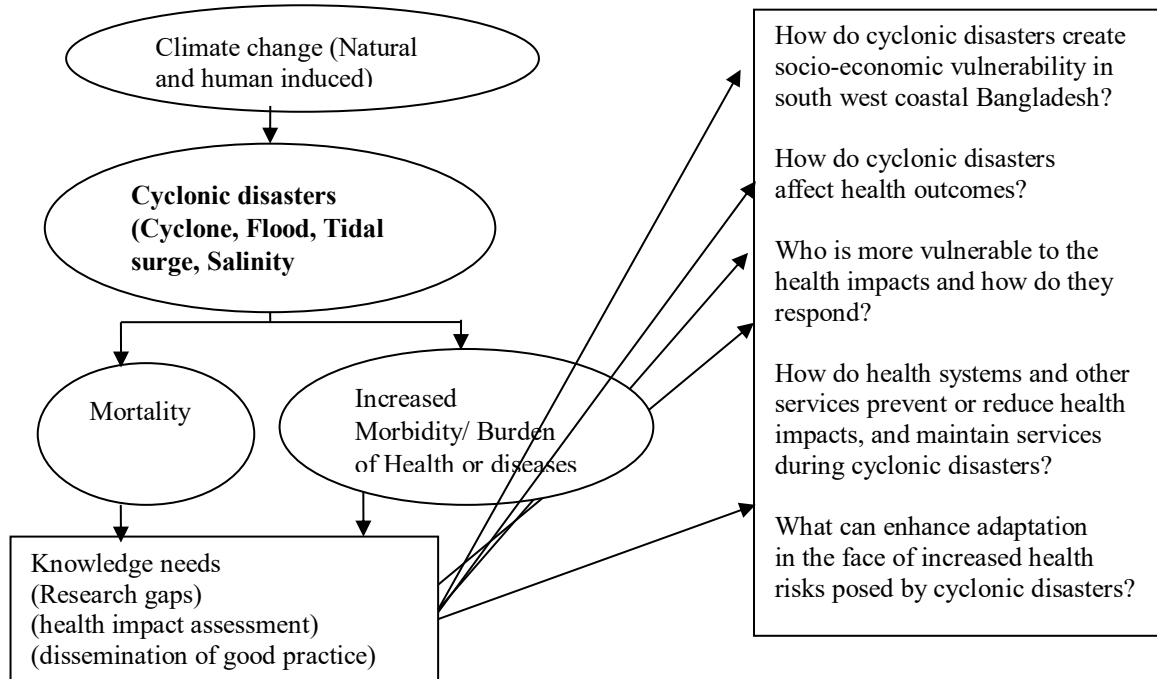 Climate change (Natural
and human induced)
Cyclonic disasters
(Cyclone, Flood, Tidal
surge, Salinity
Mortality
Increased
Morbidity/ Burden
of Health or diseases
Knowledge needs
(Research gaps)
(health impact assessment)
(dissemination of good practice)
How do cyclonic disasters create
socio-economic vulnerability in
south west coastal Bangladesh?
How do cyclonic disasters
affect health outcomes?
Who is more vulnerable to the
health impacts and how do they
respond?
How do health systems and other
services prevent or reduce health
impacts, and maintain services
during cyclonic disasters?
What can enhance adaptation
in the face of increased health
risks posed by cyclonic disasters?